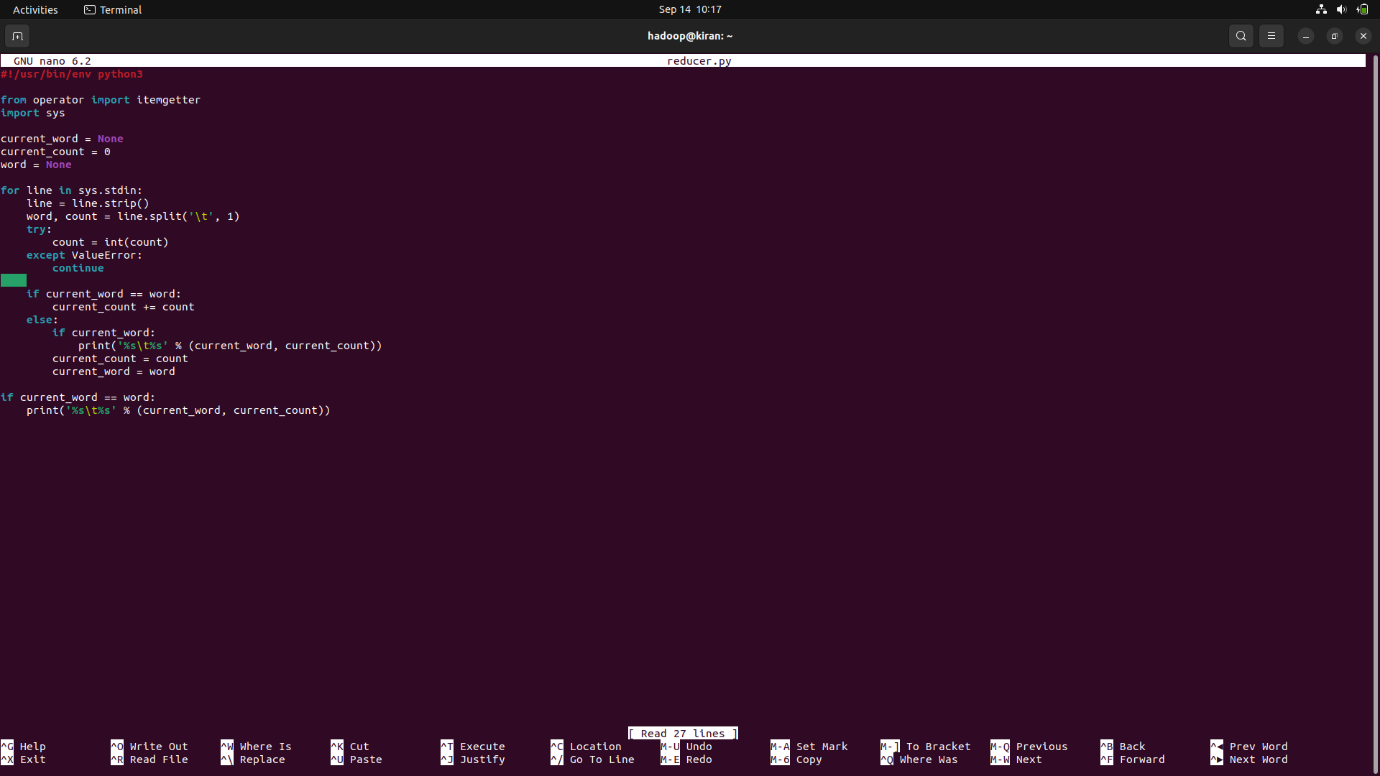 Activities Terminal Sep 14 10:17
hadoop@kiran: ~
GNU nano 6.2 reducer.py
#!/usr/bin/env python3
from operator import itemgetter
import sys
current_word = None
current_count = 0
word = None
for line in sys.stdin:
    line = line.strip()
    word, count = line.split('\t', 1)
    try:
        count = int(count)
    except ValueError:
        continue
    if current_word == word:
        current_count += count
    else:
        if current_word:
            print('%s\t%s' % (current_word, current_count))
        current_count = count
        current_word = word
if current_word == word:
    print('%s\t%s' % (current_word, current_count))
[ Read 27 lines ]
^G Help ^O Write Out ^W Where Is ^K Cut ^T Execute ^C Location M-U Undo M-A Set Mark M-] To Bracket M-Q Previous ^B Back ^◀ Prev Word
^X Exit ^R Read File ^\ Replace ^U Paste ^J Justify ^/ Go To Line M-E Redo M-6 Copy ^Q Where Was M-W Next ^F Forward ^▶ Next Word